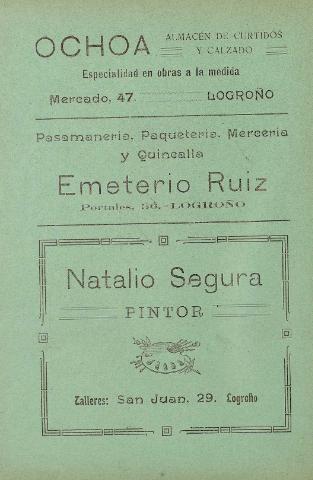 OCHOA
ALMACÉN DE CURTIDOS
Y CALZADO
Especialidad en obras a la medida
Mercado, 47. LOGROÑO
Pasamanería, Paquetería, Mercería
y Quincalla
Emeterio Ruiz
Portales, 56,-LOGROÑO
Natalio Segura
PINTOR
Talleres: San Juan, 29. Logroño